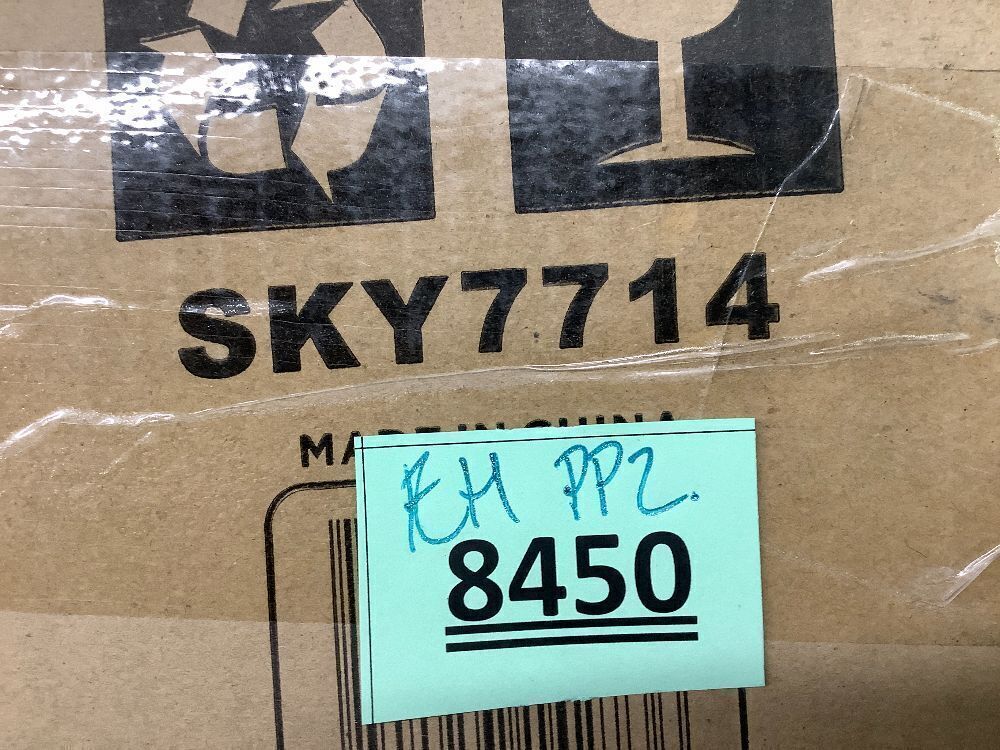 SKY7714
MADE IN CHINA
EH PP2.
8450